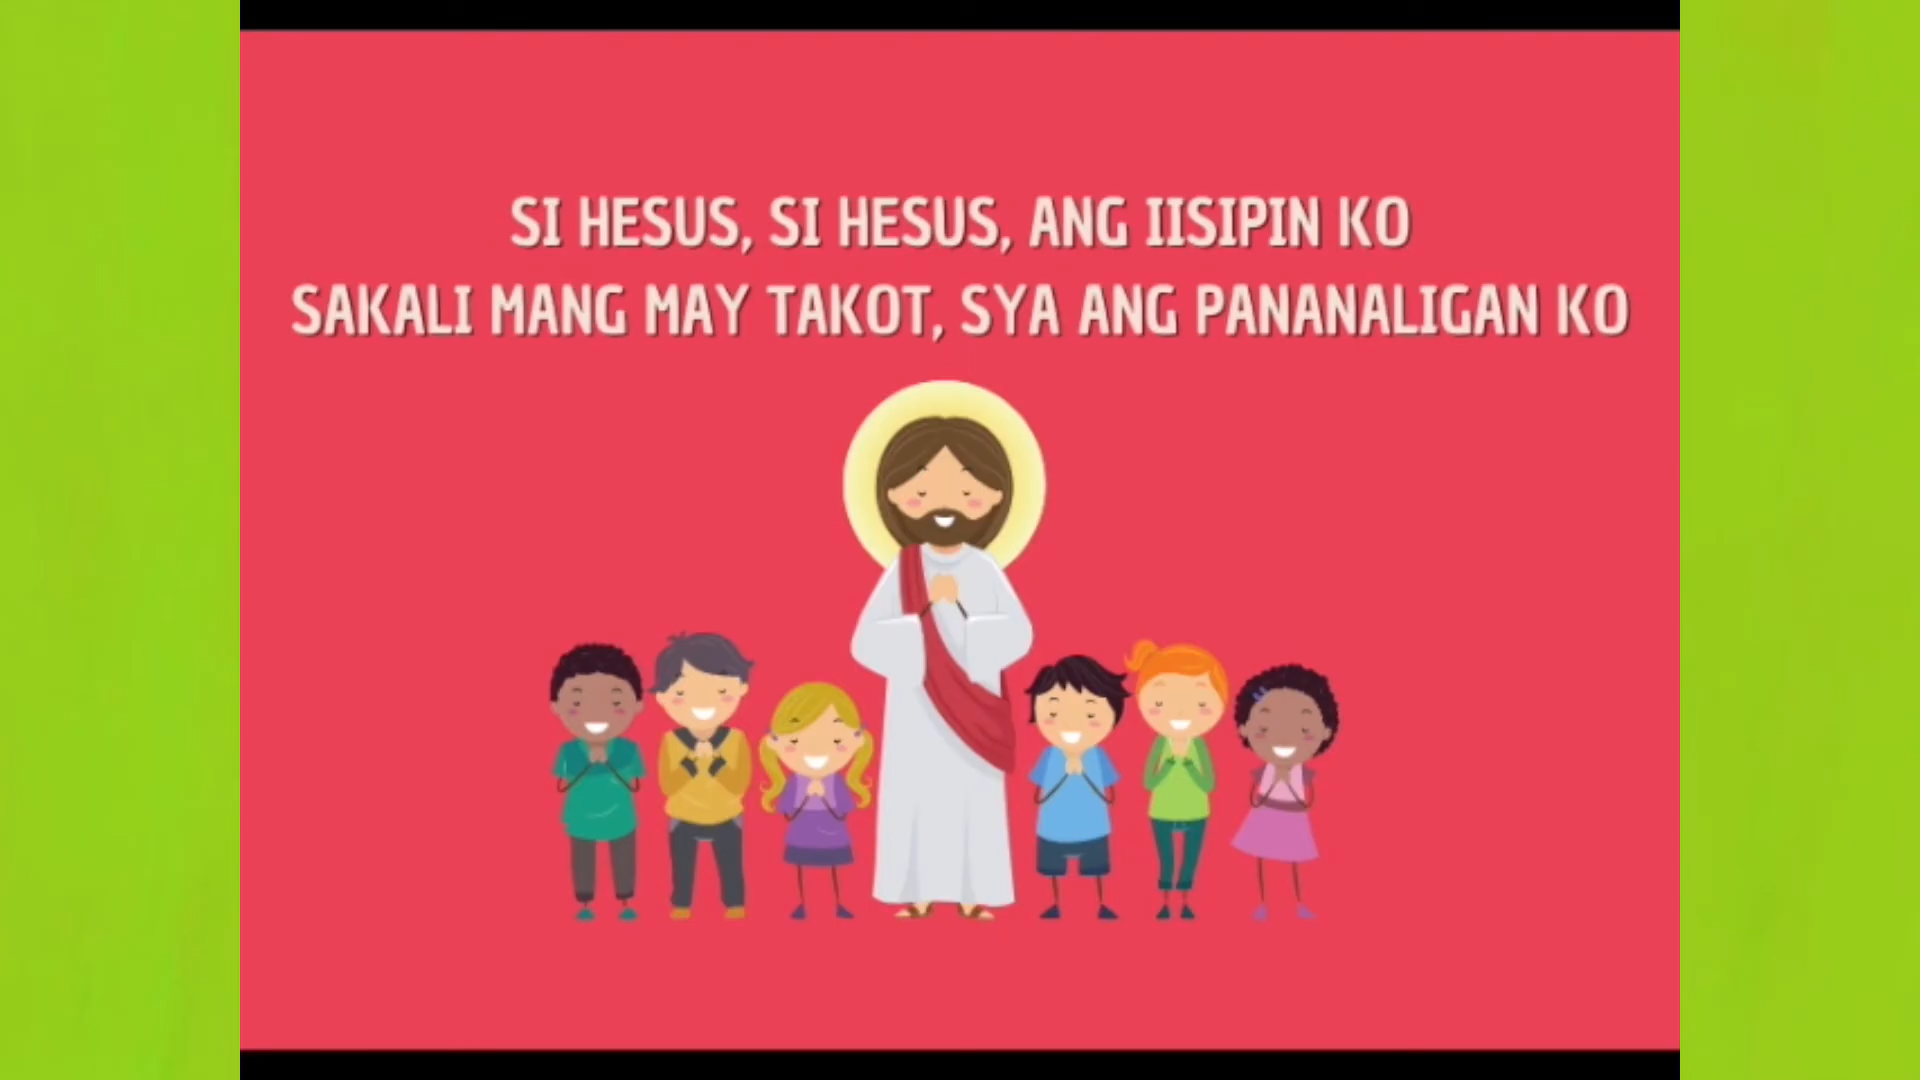 SI HESUS, SI HESUS, ANG IISIPIN KO
SAKALI MANG MAY TAKOT, SYA ANG PANANALIGAN KO